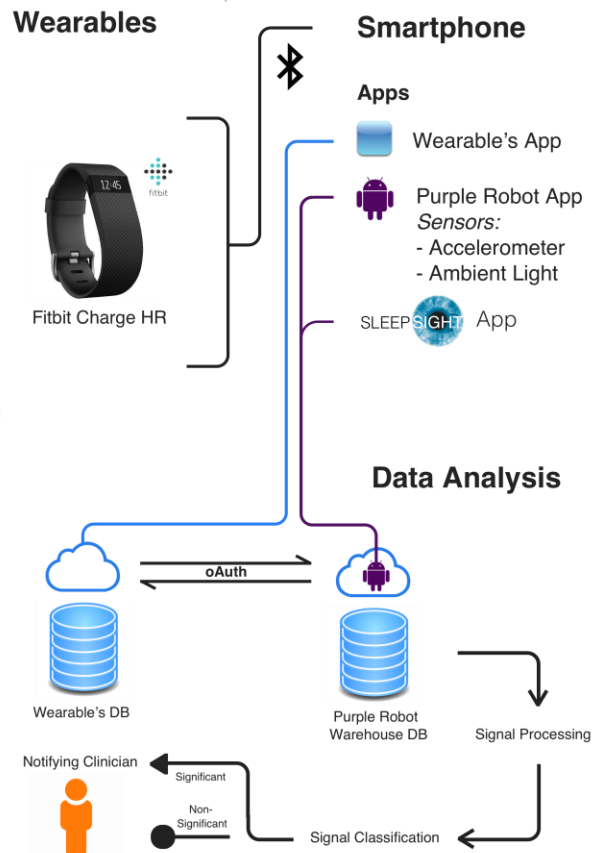 Wearables
Smartphone
Apps
Wearable's App
12:45
fitbit
Purple Robot App
Sensors:
- Accelerometer
- Ambient Light
Fitbit Charge HR
SLEEPSIGHT App
Data Analysis
oAuth
Wearable's DB
Purple Robot
Warehouse DB
Signal Processing
Notifying Clinician
Significant
Non-
Significant
Signal Classification